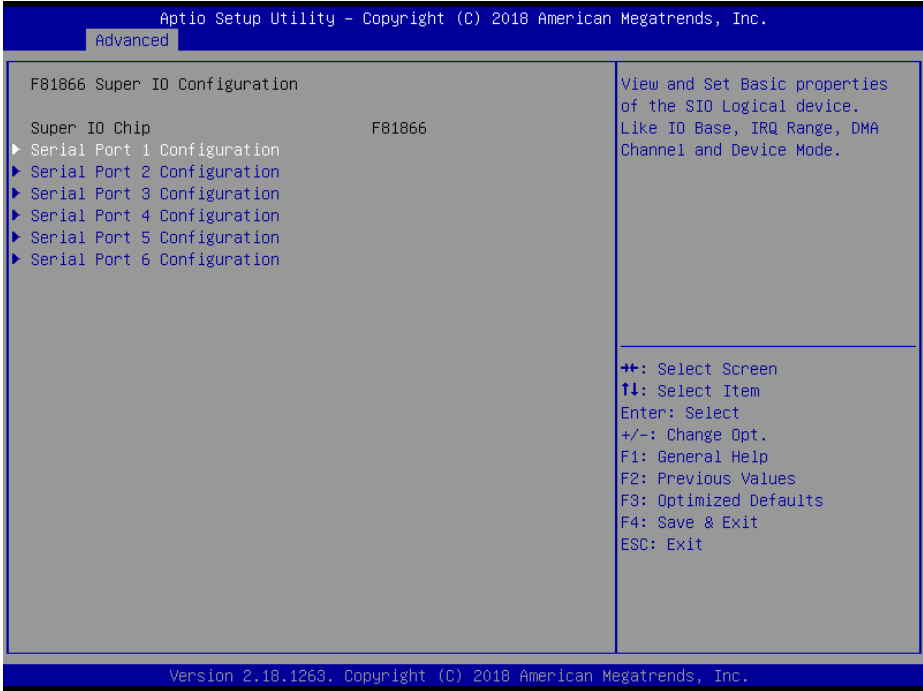 Aptio Setup Utility – Copyright (C) 2018 American Megatrends, Inc.
Advanced
F81866 Super IO Configuration
Super IO Chip F81866
Serial Port 1 Configuration
Serial Port 2 Configuration
Serial Port 3 Configuration
Serial Port 4 Configuration
Serial Port 5 Configuration
Serial Port 6 Configuration
View and Set Basic properties
of the SIO Logical device.
Like IO Base, IRQ Range, DMA
Channel and Device Mode.
→←: Select Screen
↑↓: Select Item
Enter: Select
+/-: Change Opt.
F1: General Help
F2: Previous Values
F3: Optimized Defaults
F4: Save & Exit
ESC: Exit
Version 2.18.1263. Copyright (C) 2018 American Megatrends, Inc.